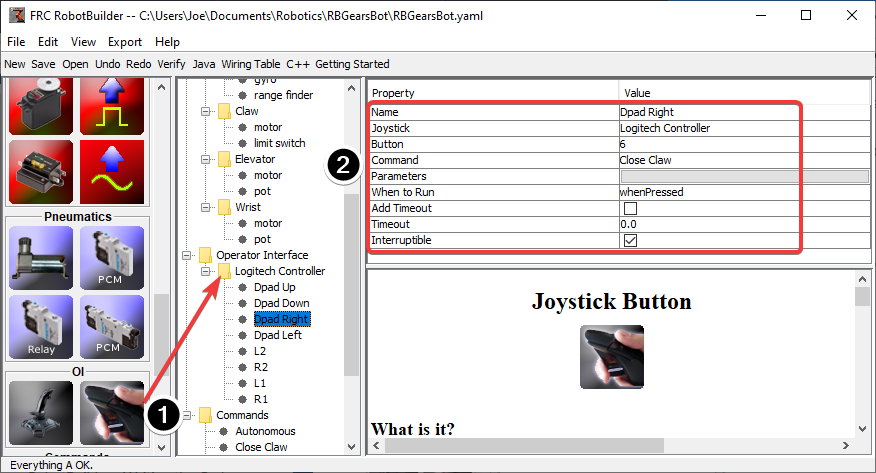 FRC RobotBuilder -- C:\Users\Joe\Documents\Robotics\RBGearsBot\RBGearsBot.yaml
File Edit View Export Help
New Save Open Undo Redo Verify Java Wiring Table C++ Getting Started
Pneumatics
PCM
Relay
PCM
OI
gyro
range finder
Claw
motor
limit switch
Elevator
motor
pot
Wrist
motor
pot
Operator Interface
Logitech Controller
Dpad Up
Dpad Down
Dpad Right
Dpad Left
L2
R2
L1
R1
Commands
Autonomous
Close Claw
1
2
Property Value
Name Dpad Right
Joystick Logitech Controller
Button 6
Command Close Claw
Parameters
When to Run whenPressed
Add Timeout
Timeout 0.0
Interruptible
Joystick Button
What is it?
Everything A OK.